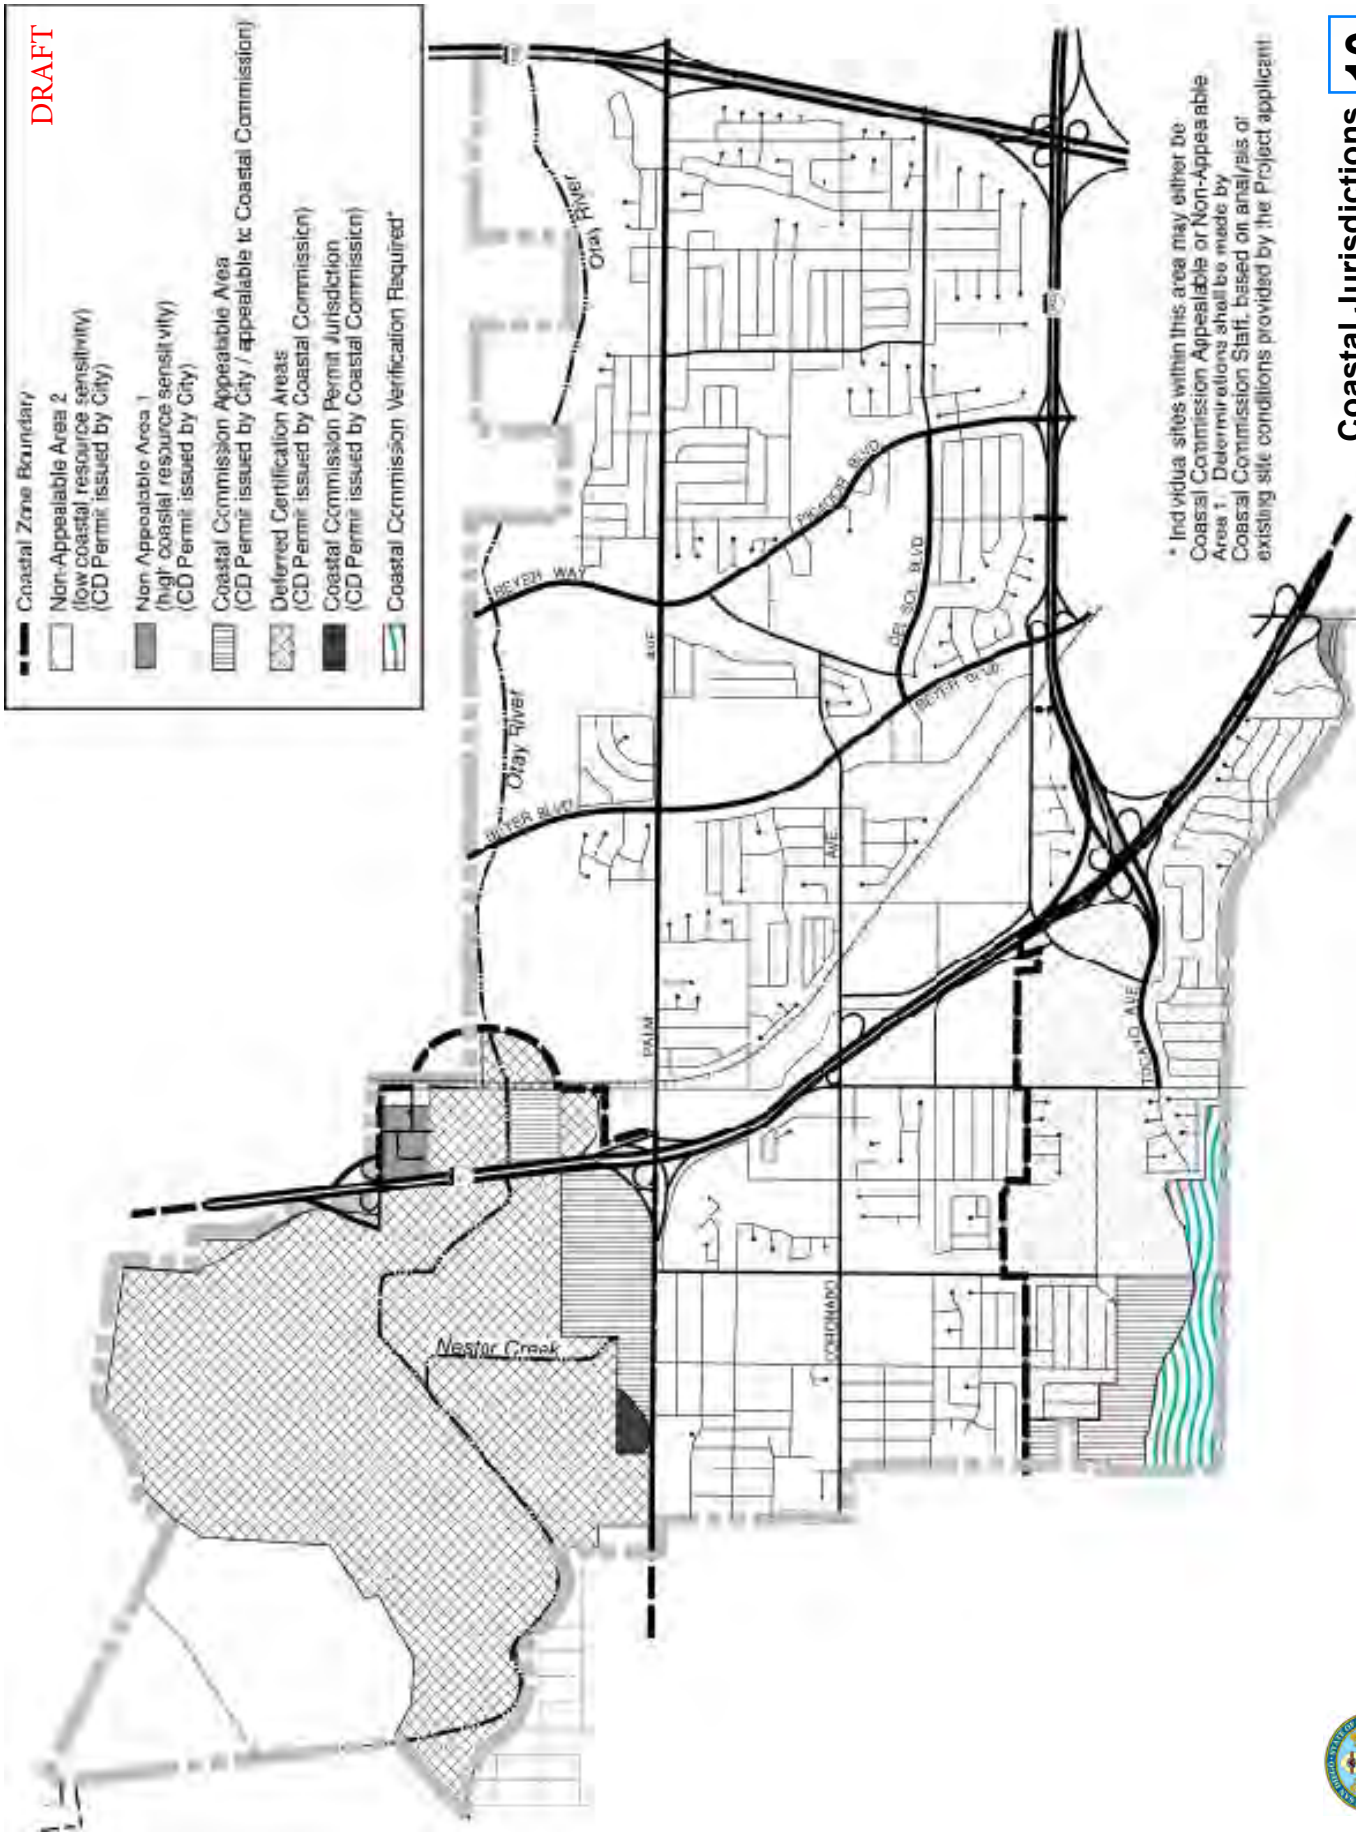 DRAFT
Coastal Zone Boundary
Non-Appealable Area 2
(low coastal resource sensitivity)
(CD Permit issued by City)
Non-Appealable Area 1
(high coastal resource sensitivity)
(CD Permit issued by City)
Coastal Commission Appealable Area
(CD Permit issued by City / appealable to Coastal Commission)
Deferred Certification Areas
(CD Permit issued by Coastal Commission)
Coastal Commission Permit Jurisdiction
(CD Permit issued by Coastal Commission)
Coastal Commission Verification Required*
Otay River
Otay River
BEYER WAY
BEYER BLVD
PALM
AVE
PICADOR BLVD
DEL SOL BLVD
BEYER BLVD
CORONADO
AVE
TOCAYO AVE
Nestor Creek
* Individual sites within this area may either be
Coastal Commission Appealable or Non-Appealable
Area 1. Determinations shall be made by
Coastal Commission Staff, based on analysis of
existing site conditions provided by the Project applicant
Coastal Jurisdictions
SAN DIEGO
STATE OF